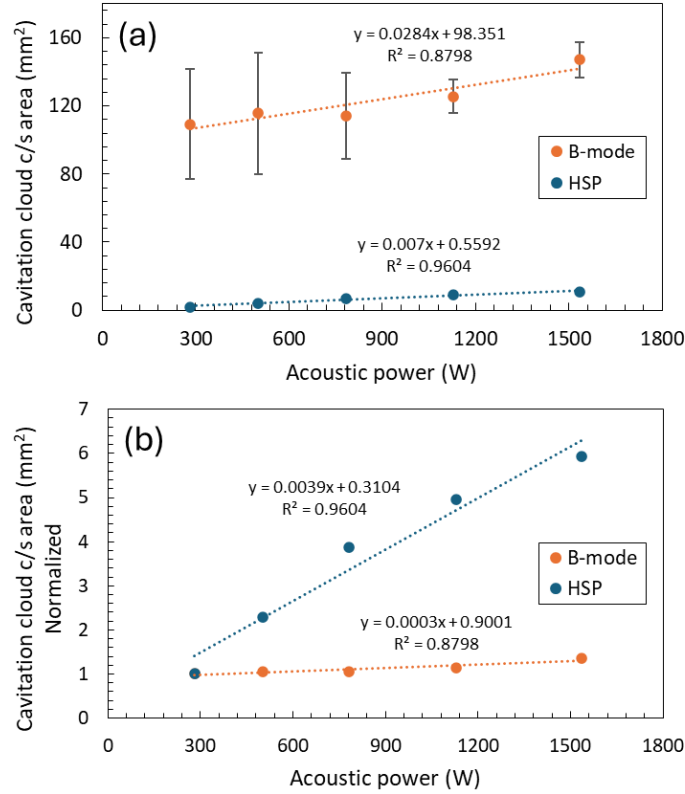 (a)
y = 0.0284x + 98.351
R² = 0.8798
B-mode
HSP
y = 0.007x + 0.5592
R² = 0.9604
Cavitation cloud c/s area (mm²)
160
120
80
40
0
0 300 600 900 1200 1500 1800
Acoustic power (W)
(b)
y = 0.0039x + 0.3104
R² = 0.9604
B-mode
HSP
y = 0.0003x + 0.9001
R² = 0.8798
Cavitation cloud c/s area (mm²)
Normalized
7
6
5
4
3
2
1
0
0 300 600 900 1200 1500 1800
Acoustic power (W)